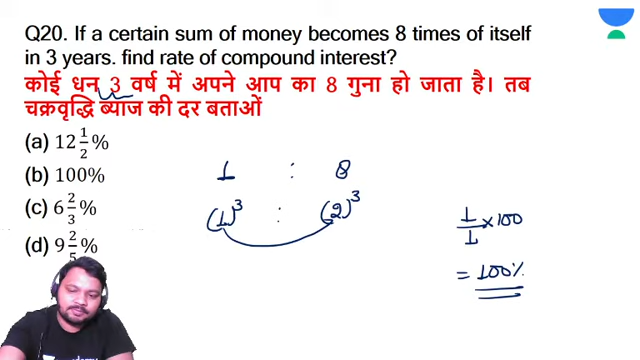 Q20. If a certain sum of money becomes 8 times of itself
in 3 years. find rate of compound interest?
कोई धन 3 वर्ष में अपने आप का 8 गुना हो जाता है। तब
चक्रवृद्धि ब्याज की दर बताओं
(a) 12 1/2 %
(b) 100%
(c) 6 2/3 %
(d) 9 2/5 %
1 : 8
(1)³ : (2)³
1/1 × 100
= 100%